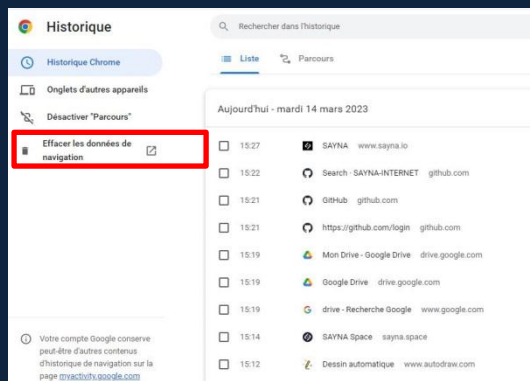 Historique
Rechercher dans l'historique
Historique Chrome
Onglets d'autres appareils
Désactiver "Parcours"
Effacer les données de
navigation
Votre compte Google conserve
peut-être d'autres contenus
d'historique de navigation sur la
page myactivity.google.com
Liste Parcours
Aujourd'hui - mardi 14 mars 2023
15:27 SAYNA www.sayna.io
15:22 Search · SAYNA-INTERNET github.com
15:21 GitHub github.com
15:21 https://github.com/login github.com
15:19 Mon Drive - Google Drive drive.google.com
15:19 Google Drive drive.google.com
15:19 drive - Recherche Google www.google.com
15:14 SAYNA Space sayna.space
15:12 Dessin automatique www.autodraw.com